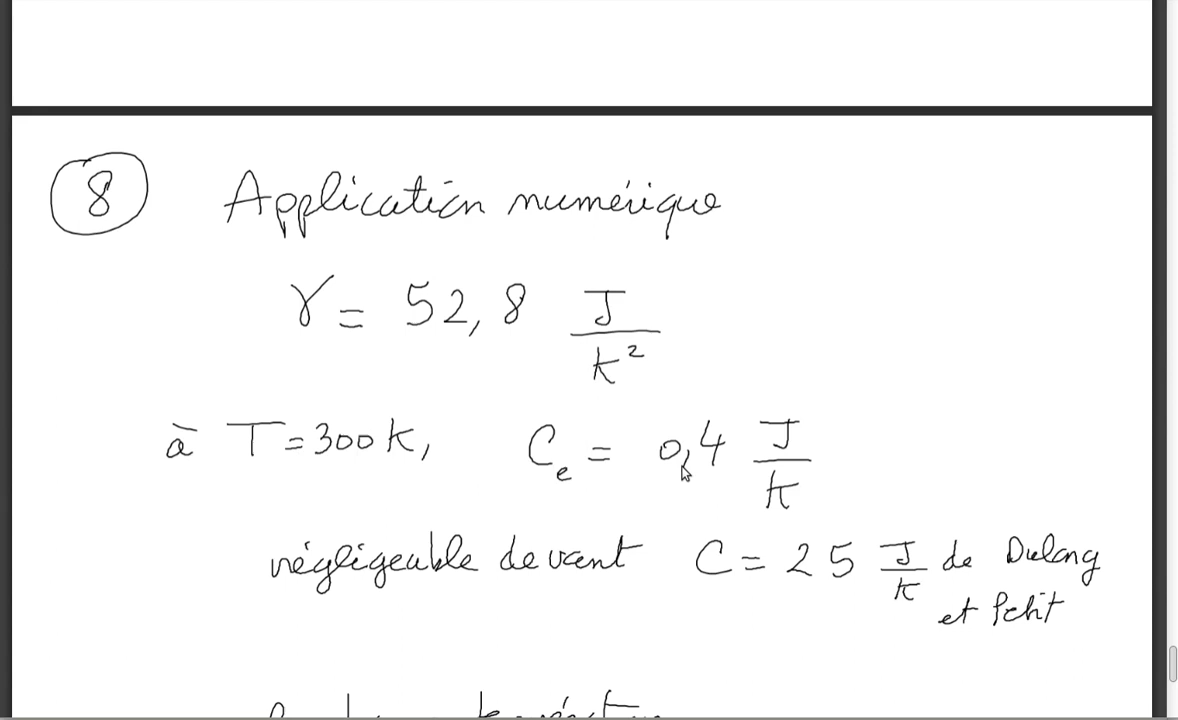 8 Application numérique
γ = 52,8 J/K²
à T = 300 K, Cₑ = 0,4 J/K
négligeable devant C = 25 J/K de Dulong
et Petit